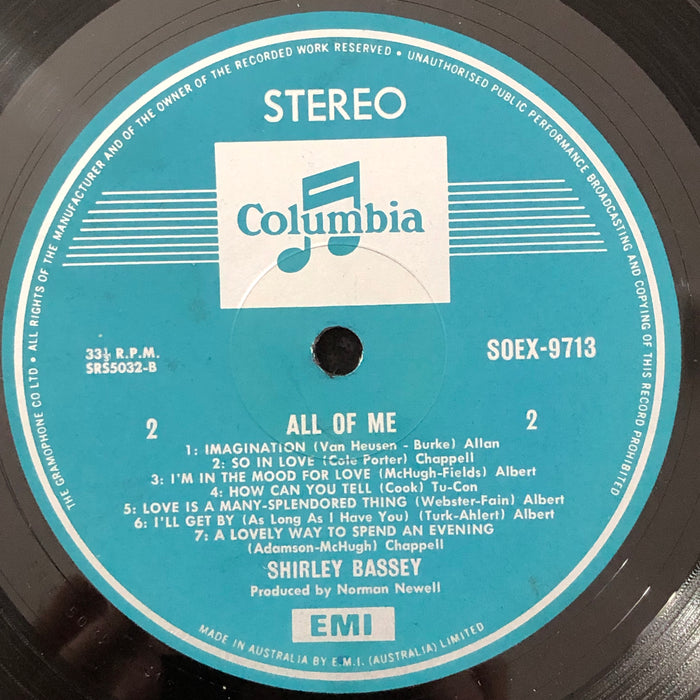 THE GRAMOPHONE CO LTD • ALL RIGHTS OF THE MANUFACTURER AND OF THE OWNER OF THE RECORDED WORK RESERVED • UNAUTHORISED PUBLIC PERFORMANCE BROADCASTING AND COPYING OF THIS RECORD PROHIBITED
STEREO
Columbia
33⅓ R.P.M.
SRS5032-B
SOEX-9713
2 ALL OF ME 2
1: IMAGINATION (Van Heusen - Burke) Allan
2: SO IN LOVE (Cole Porter) Chappell
3: I'M IN THE MOOD FOR LOVE (McHugh-Fields) Albert
4: HOW CAN YOU TELL (Cook) Tu-Con
5: LOVE IS A MANY-SPLENDORED THING (Webster-Fain) Albert
6: I'LL GET BY (As Long As I Have You) (Turk-Ahlert) Albert
7: A LOVELY WAY TO SPEND AN EVENING
(Adamson-McHugh) Chappell
SHIRLEY BASSEY
Produced by Norman Newell
EMI
MADE IN AUSTRALIA BY E.M.I. (AUSTRALIA) LIMITED